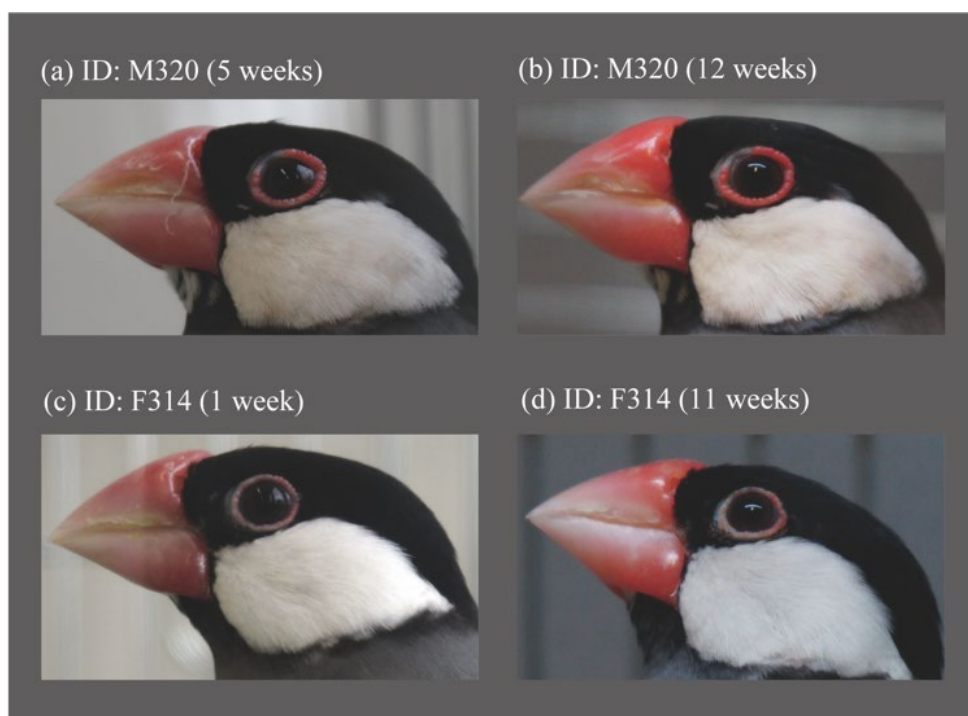 (a) ID: M320 (5 weeks)
(b) ID: M320 (12 weeks)
(c) ID: F314 (1 week)
(d) ID: F314 (11 weeks)